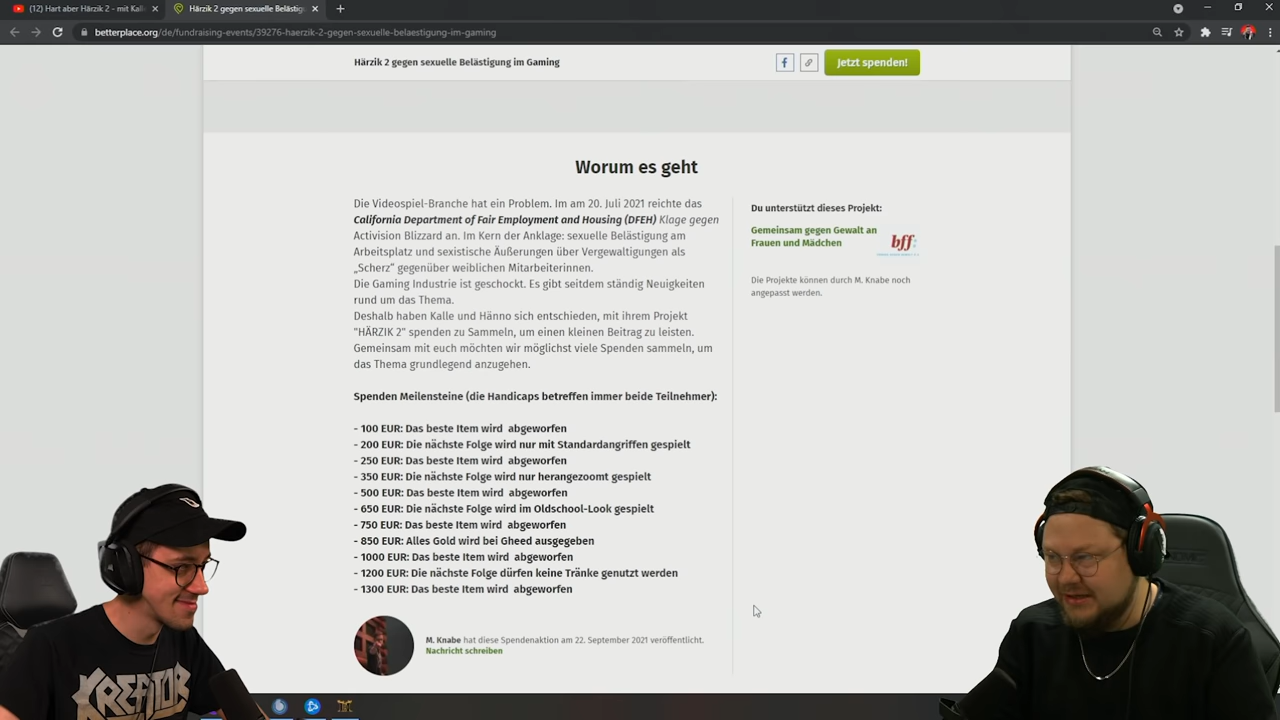 (12) Hart aber Härzik 2 - mit Kall
Härzik 2 gegen sexuelle Belästig
betterplace.org/de/fundraising-events/39276-haerzik-2-gegen-sexuelle-belaestigung-im-gaming
Härzik 2 gegen sexuelle Belästigung im Gaming
Jetzt spenden!
Worum es geht
Die Videospiel-Branche hat ein Problem. Im am 20. Juli 2021 reichte das
California Department of Fair Employment and Housing (DFEH) Klage gegen
Activision Blizzard an. Im Kern der Anklage: sexuelle Belästigung am
Arbeitsplatz und sexistische Äußerungen über Vergewaltigungen als
„Scherz“ gegenüber weiblichen Mitarbeiterinnen.
Die Gaming Industrie ist geschockt. Es gibt seitdem ständig Neuigkeiten
rund um das Thema.
Deshalb haben Kalle und Hänno sich entschieden, mit ihrem Projekt
"HÄRZIK 2" spenden zu Sammeln, um einen kleinen Beitrag zu leisten.
Gemeinsam mit euch möchten wir möglichst viele Spenden sammeln, um
das Thema grundlegend anzugehen.
Spenden Meilensteine (die Handicaps betreffen immer beide Teilnehmer):
- 100 EUR: Das beste Item wird abgeworfen
- 200 EUR: Die nächste Folge wird nur mit Standardangriffen gespielt
- 250 EUR: Das beste Item wird abgeworfen
- 350 EUR: Die nächste Folge wird nur herangezoomt gespielt
- 500 EUR: Das beste Item wird abgeworfen
- 650 EUR: Die nächste Folge wird im Oldschool-Look gespielt
- 750 EUR: Das beste Item wird abgeworfen
- 850 EUR: Alles Gold wird bei Gheed ausgegeben
- 1000 EUR: Das beste Item wird abgeworfen
- 1200 EUR: Die nächste Folge dürfen keine Tränke genutzt werden
- 1300 EUR: Das beste Item wird abgeworfen
M. Knabe hat diese Spendenaktion am 22. September 2021 veröffentlicht.
Nachricht schreiben
Du unterstützt dieses Projekt:
Gemeinsam gegen Gewalt an
Frauen und Mädchen
bff:
Die Projekte können durch M. Knabe noch
angepasst werden.
KREATOR